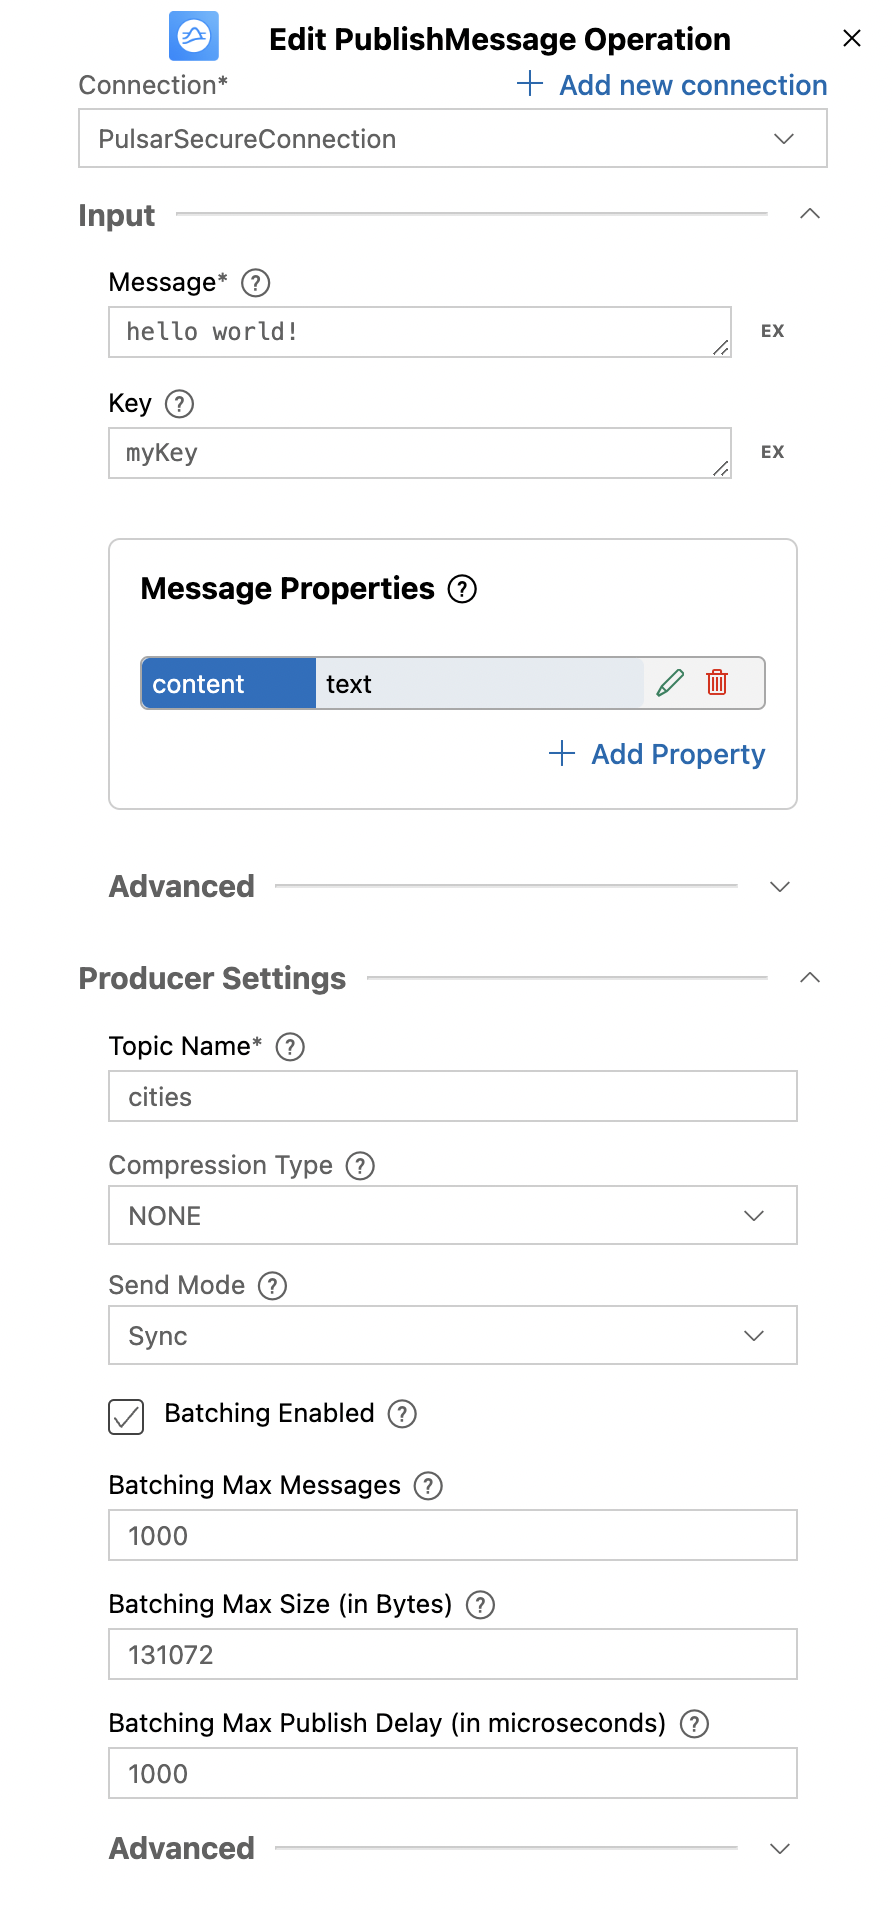 Edit PublishMessage Operation
Connection* Add new connection
PulsarSecureConnection
Input
Message* ?
hello world! EX
Key ?
myKey EX
Message Properties ?
content text
Add Property
Advanced
Producer Settings
Topic Name* ?
cities
Compression Type ?
NONE
Send Mode ?
Sync
Batching Enabled ?
Batching Max Messages ?
1000
Batching Max Size (in Bytes) ?
131072
Batching Max Publish Delay (in microseconds) ?
1000
Advanced